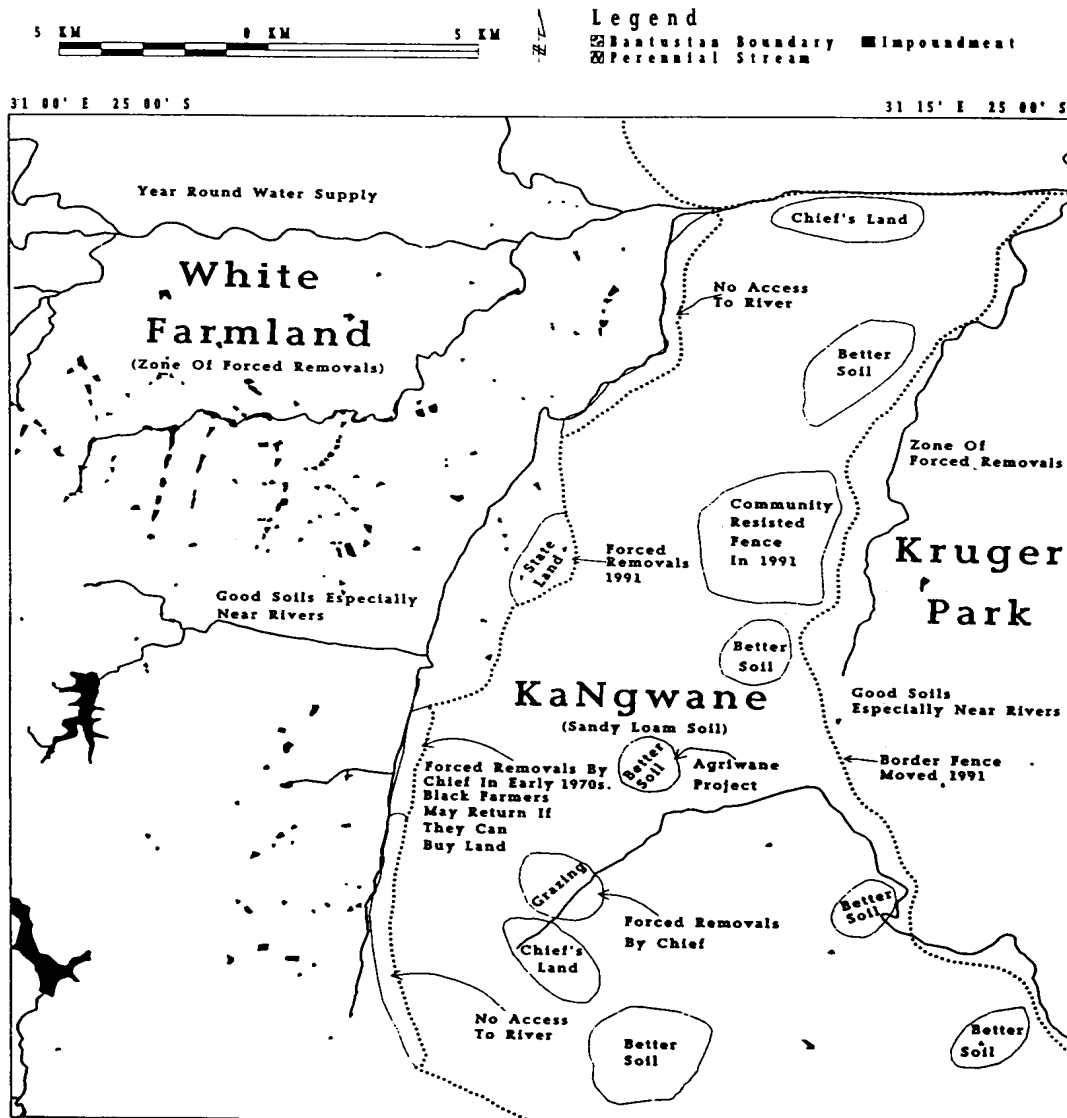 5 KM 0 KM 5 KM
N
Legend
Bantustan Boundary Impoundment
Perennial Stream
31 00' E 25 00' S
31 15' E 25 00' S
Year Round Water Supply
Chief's Land
White
Farmland
(Zone Of Forced Removals)
No Access
To River
Better
Soil
Zone Of
Forced Removals
Community
Resisted
Fence
In 1991
Kruger
Park
State
Land
Forced
Removals
1991
Good Soils Especially
Near Rivers
Better
Soil
KaNgwane
(Sandy Loam Soil)
Good Soils
Especially Near Rivers
Better
Soil
Agriwane
Project
Border Fence
Moved 1991
Forced Removals By
Chief In Early 1970s.
Black Farmers
May Return If
They Can
Buy Land
Grazing
Better
Soil
Forced Removals
By Chief
Chief's
Land
No Access
To River
Better
Soil
Better
Soil